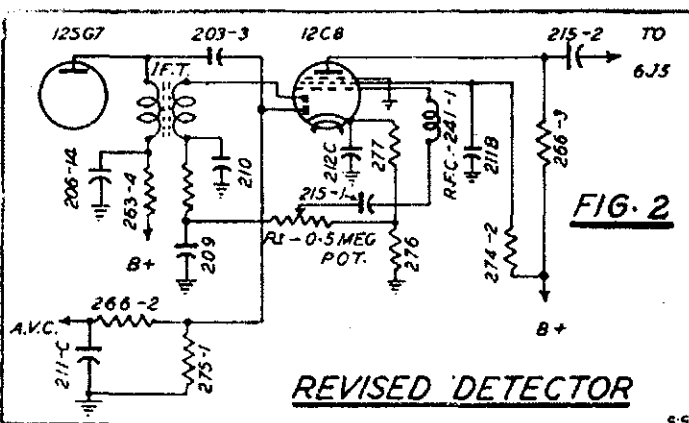 12SG7
203-3
12C8
215-2
TO
6J5
I.F.T.
206-14
263-4
B+
210
209
212C
277
215-1
R.F.C.-241-1
211B
266-3
FIG. 2
R1-0.5 MEG
POT.
276
274-2
B+
A.V.C.
266-2
211-C
275-1
REVISED DETECTOR